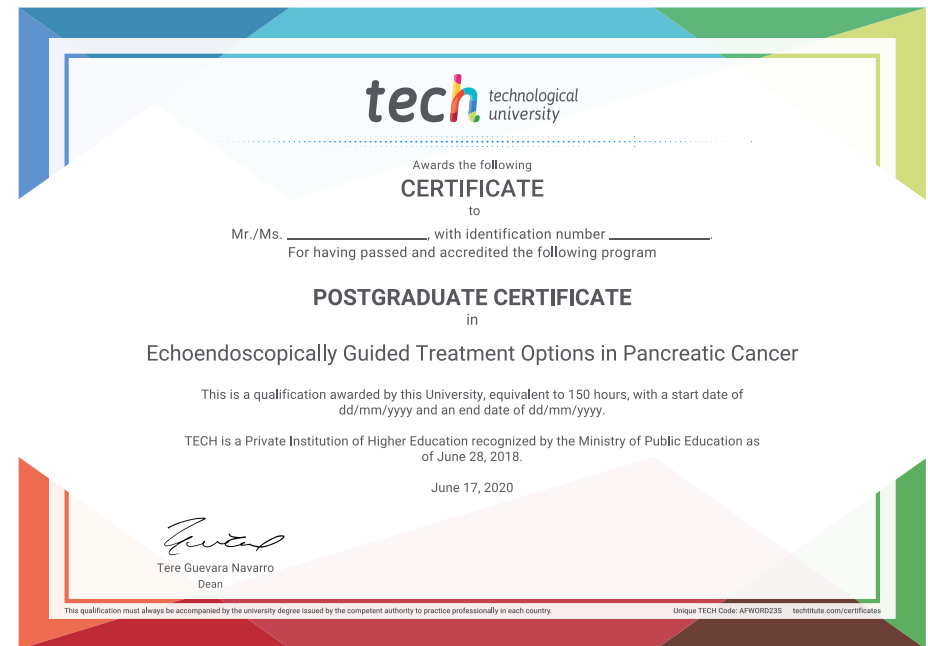 tech technological
university
Awards the following
CERTIFICATE
to
Mr./Ms. ____________________, with identification number ______________.
For having passed and accredited the following program
POSTGRADUATE CERTIFICATE
in
Echoendoscopically Guided Treatment Options in Pancreatic Cancer
This is a qualification awarded by this University, equivalent to 150 hours, with a start date of
dd/mm/yyyy and an end date of dd/mm/yyyy.
TECH is a Private Institution of Higher Education recognized by the Ministry of Public Education as
of June 28, 2018.
June 17, 2020
Tere Guevara Navarro
Dean
This qualification must always be accompanied by the university degree issued by the competent authority to practice professionally in each country. Unique TECH Code: AFWORD23S techtitute.com/certificates